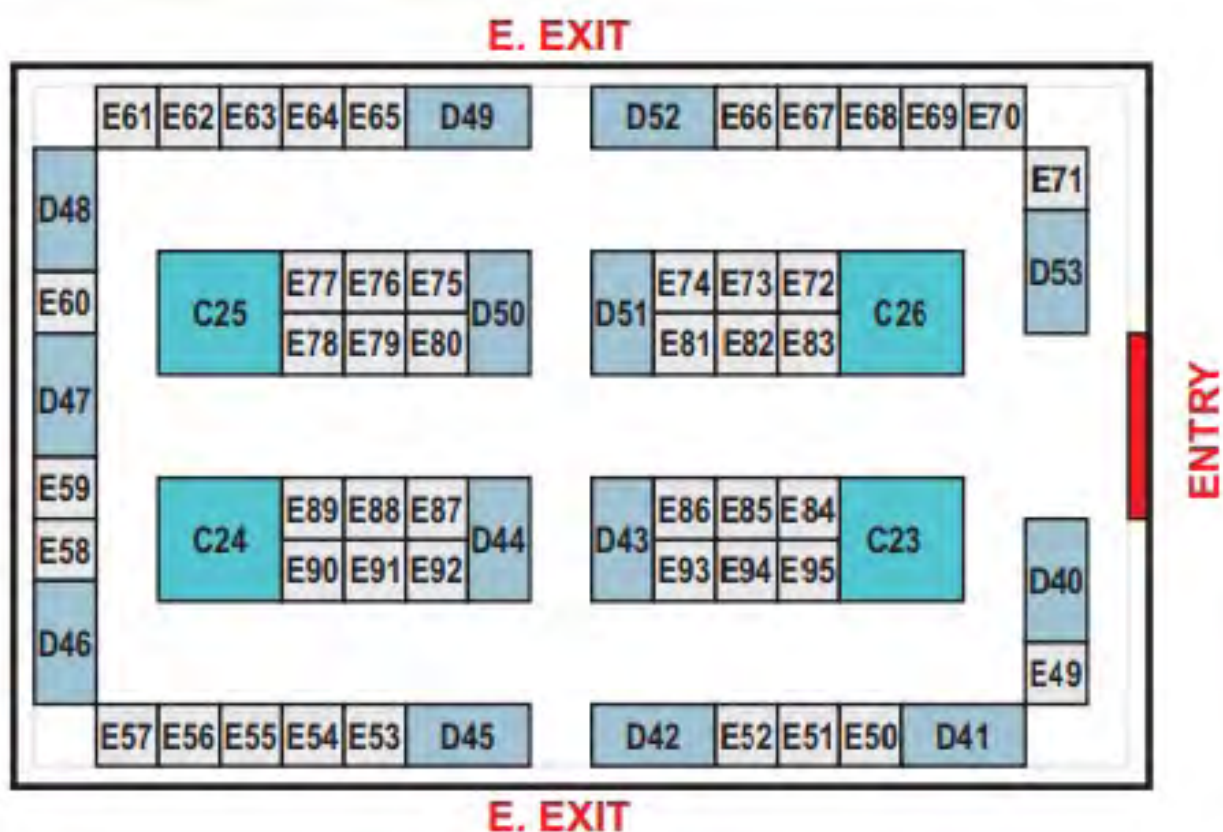 E. EXIT
E61 E62 E63 E64 E65 D49 D52 E66 E67 E68 E69 E70
E71
D48
D53
E77 E76 E75 E74 E73 E72
C25 D50 D51 C26
E60
E78 E79 E80 E81 E82 E83
D47
ENTRY
E59
E89 E88 E87 E86 E85 E84
C24 D44 D43 C23
E58
E90 E91 E92 E93 E94 E95
D40
D46
E49
E57 E56 E55 E54 E53 D45 D42 E52 E51 E50 D41
E. EXIT